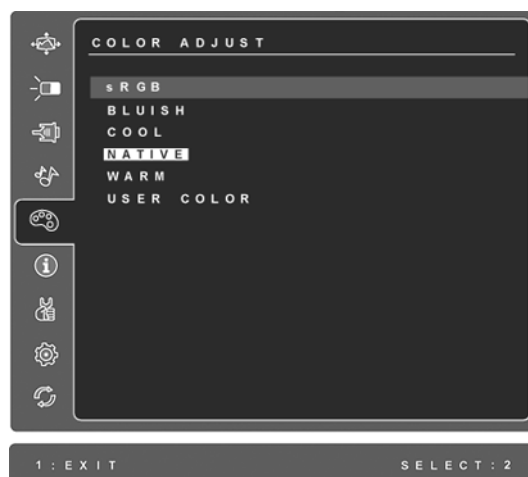 COLOR ADJUST
sRGB
BLUISH
COOL
NATIVE
WARM
USER COLOR
1:EXIT SELECT:2